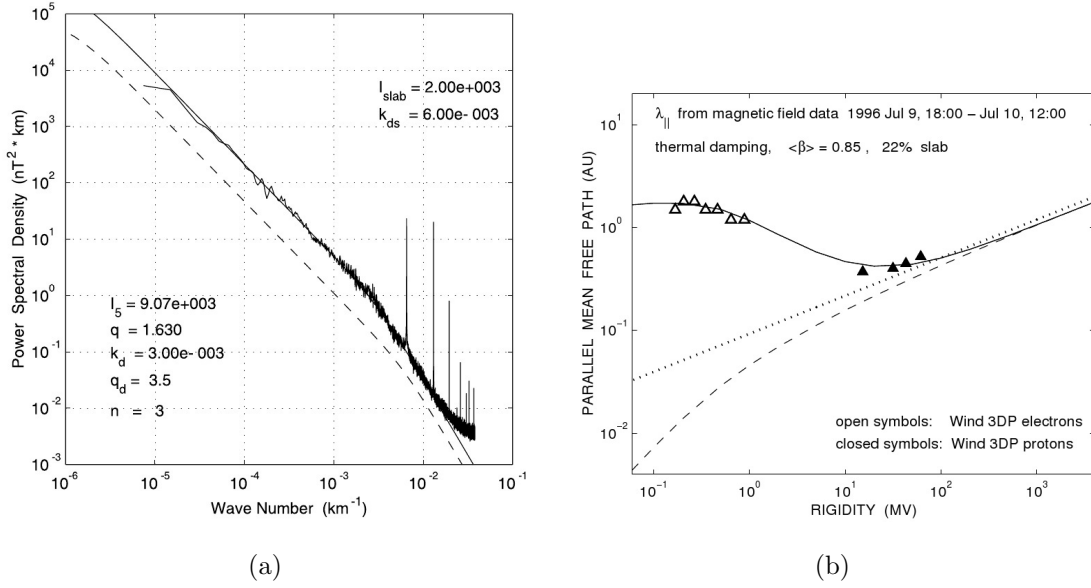 10^5
10^4
10^3
10^2
10^1
10^0
10^-1
10^-2
10^-3
Power Spectral Density (nT^2 * km)
I_slab = 2.00e+003
k_ds = 6.00e-003
I_5 = 9.07e+003
q = 1.630
k_d = 3.00e-003
q_d = 3.5
n = 3
10^-6 10^-5 10^-4 10^-3 10^-2 10^-1
Wave Number (km^-1)
(a)
10^1
10^0
10^-1
10^-2
PARALLEL MEAN FREE PATH (AU)
λ_|| from magnetic field data 1996 Jul 9, 18:00 – Jul 10, 12:00
thermal damping, <β> = 0.85 , 22% slab
open symbols: Wind 3DP electrons
closed symbols: Wind 3DP protons
10^-1 10^0 10^1 10^2 10^3
RIGIDITY (MV)
(b)